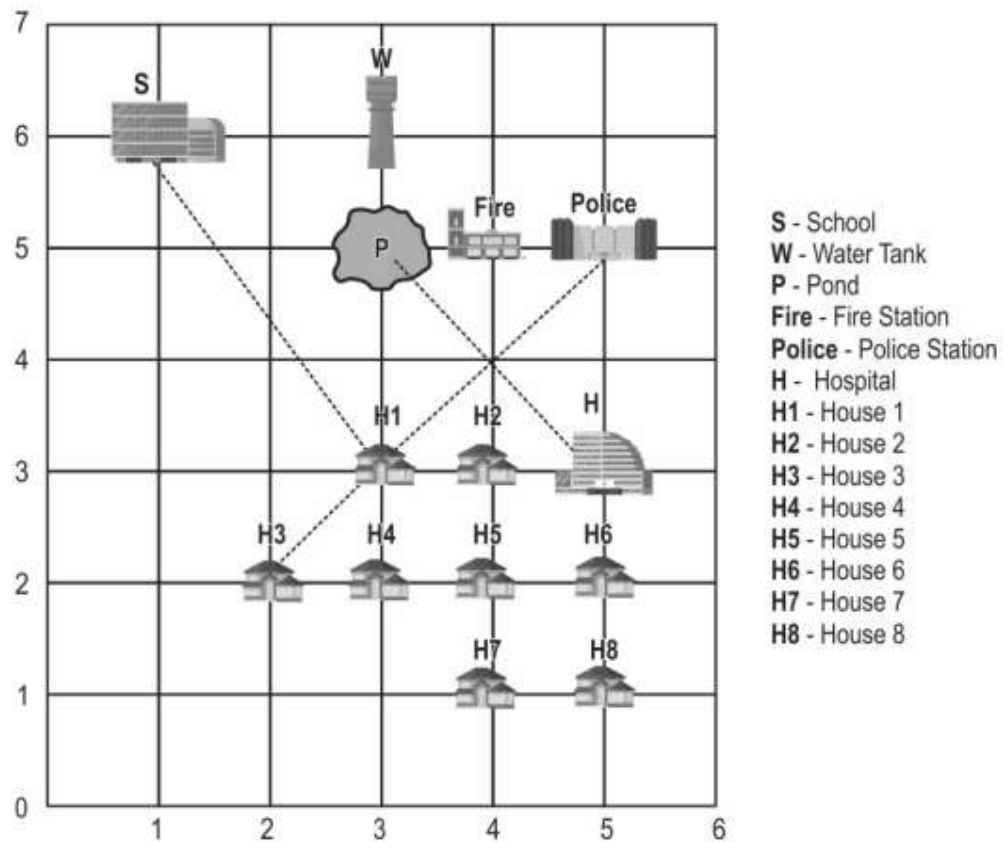 7
W
S
6
Fire
Police
5
P
4
H1
H2
H
3
H3
H4
H5
H6
2
H7
H8
1
0
1 2 3 4 5 6
S - School
W - Water Tank
P - Pond
Fire - Fire Station
Police - Police Station
H - Hospital
H1 - House 1
H2 - House 2
H3 - House 3
H4 - House 4
H5 - House 5
H6 - House 6
H7 - House 7
H8 - House 8